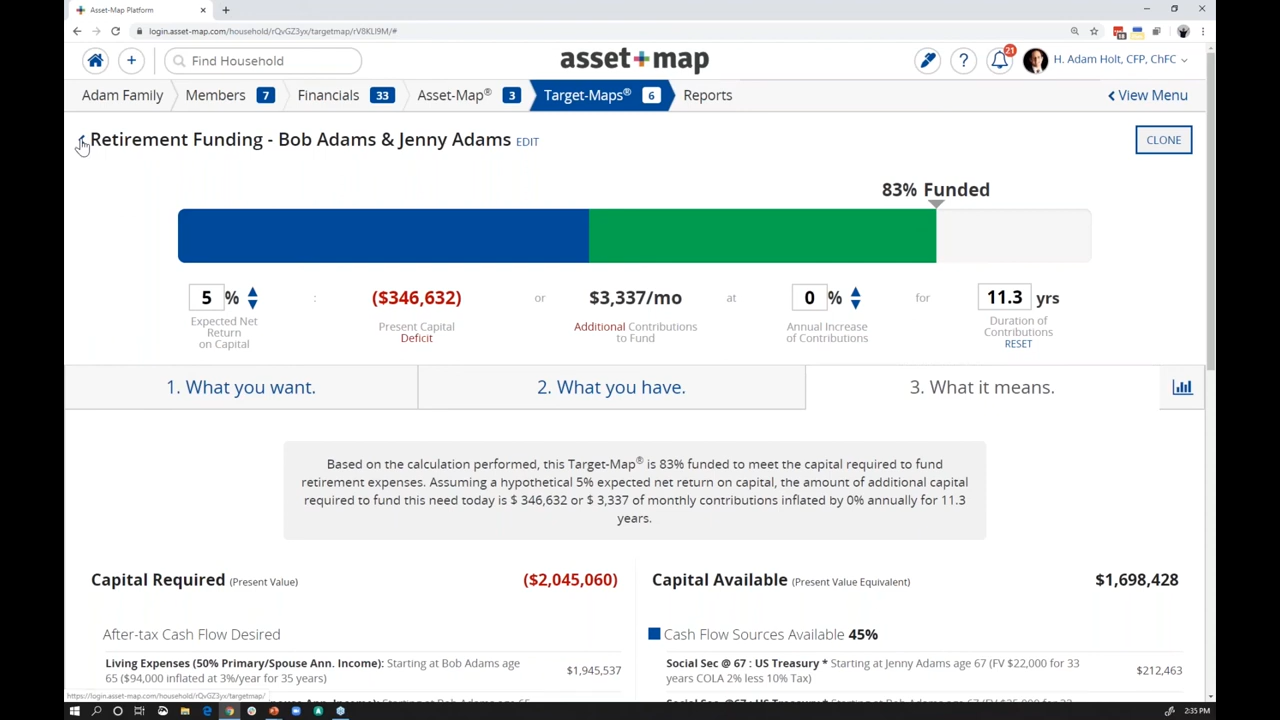 Asset-Map Platform
login.asset-map.com/household/rQvGZ3yx/targetmap/rV8KLI9M/#
Find Household
asset+map
21
H. Adam Holt, CFP, ChFC
Adam Family
Members 7
Financials 33
Asset-Map® 3
Target-Maps® 6
Reports
View Menu
Retirement Funding - Bob Adams & Jenny Adams EDIT
CLONE
83% Funded
5 % : ($346,632) or $3,337/mo at 0 % for 11.3 yrs
Expected Net Return on Capital
Present Capital Deficit
Additional Contributions to Fund
Annual Increase of Contributions
Duration of Contributions
RESET
1. What you want.
2. What you have.
3. What it means.
Based on the calculation performed, this Target-Map® is 83% funded to meet the capital required to fund
retirement expenses. Assuming a hypothetical 5% expected net return on capital, the amount of additional capital
required to fund this need today is $ 346,632 or $ 3,337 of monthly contributions inflated by 0% annually for 11.3
years.
Capital Required (Present Value) ($2,045,060)
Capital Available (Present Value Equivalent) $1,698,428
After-tax Cash Flow Desired
Cash Flow Sources Available 45%
Living Expenses (50% Primary/Spouse Ann. Income): Starting at Bob Adams age
65 ($94,000 inflated at 3%/year for 35 years)
$1,945,537
Social Sec @ 67 : US Treasury * Starting at Jenny Adams age 67 (FV $22,000 for 33
years COLA 2% less 10% Tax)
$212,463
https://login.asset-map.com/household/rQvGZ3yx/targetmap/
2:35 PM